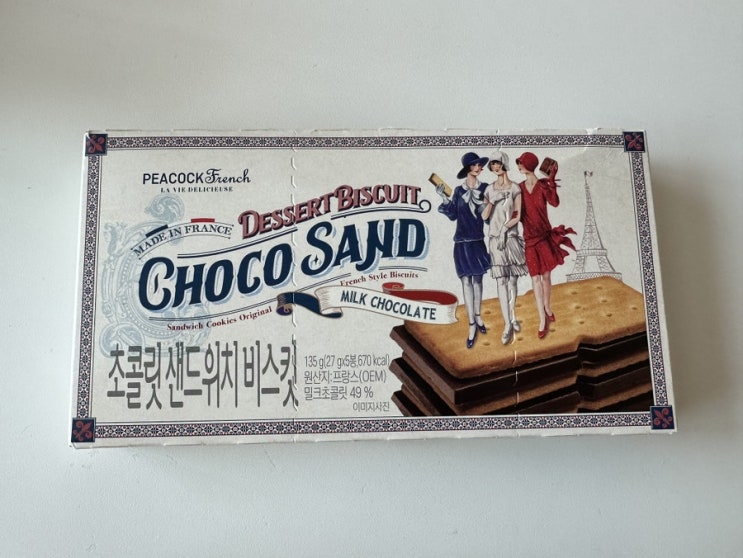 PEACOCK French
LA VIE DELICIEUSE
DESSERT BISCUIT
MADE IN FRANCE
CHOCO SAND
French Style Biscuits
Sandwich Cookies Original
MILK CHOCOLATE
초콜릿 샌드위치 비스킷
135 g(27 gx5봉,670 kcal)
원산지:프랑스(OEM)
밀크초콜릿 49 %
이미지사진